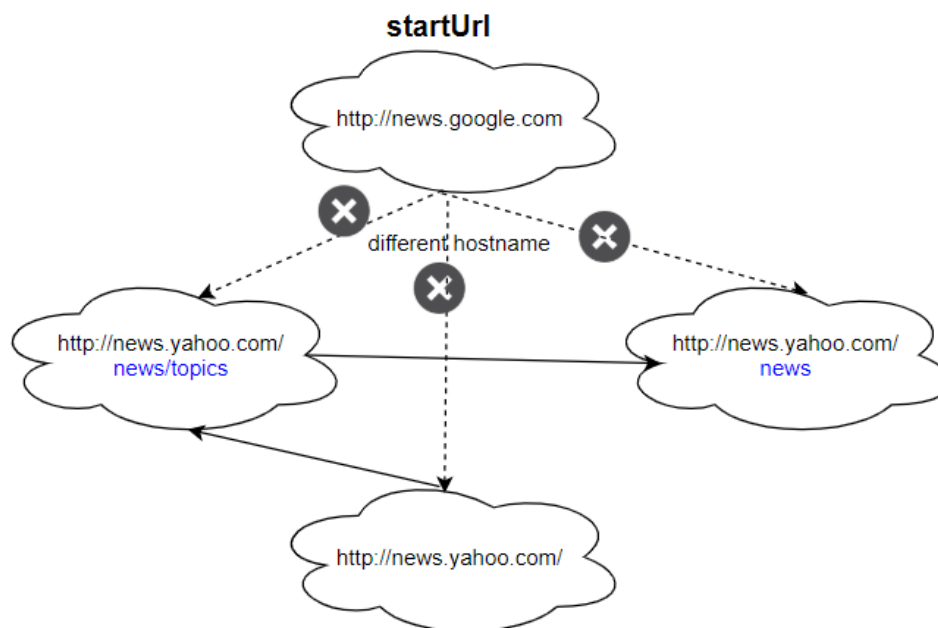 startUrl
http://news.google.com
different hostname
http://news.yahoo.com/
news/topics
http://news.yahoo.com/
news
http://news.yahoo.com/